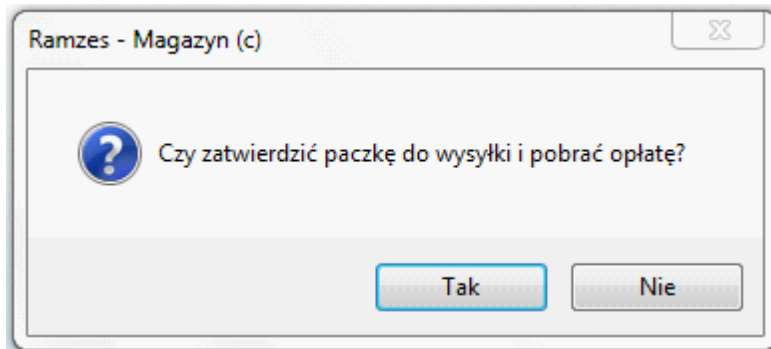 Ramzes - Magazyn (c)
Czy zatwierdzić paczkę do wysyłki i pobrać opłatę?
Tak
Nie